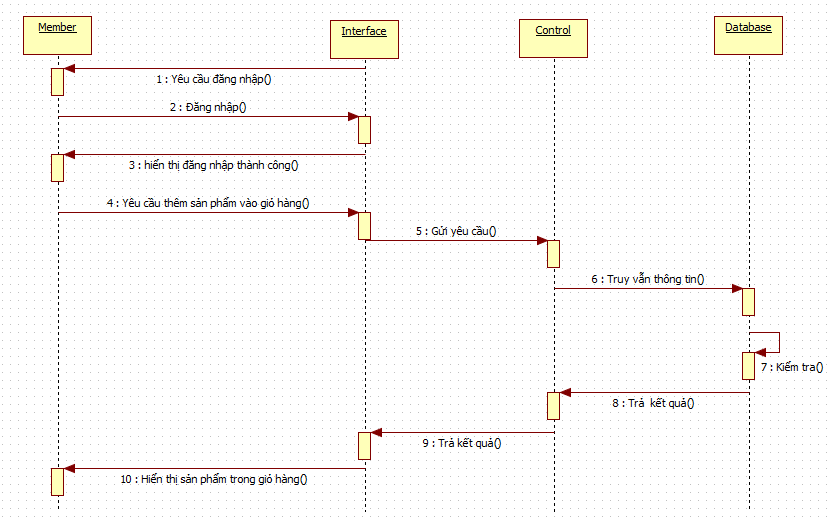 Member
Interface
Control
Database
1 : Yêu cầu đăng nhập()
2 : Đăng nhập()
3 : hiển thị đăng nhập thành công()
4 : Yêu cầu thêm sản phẩm vào giỏ hàng()
5 : Gửi yêu cầu()
6 : Truy vẫn thông tin()
7 : Kiểm tra()
8 : Trả kết quả()
9 : Trả kết quả()
10 : Hiển thị sản phẩm trong giỏ hàng()